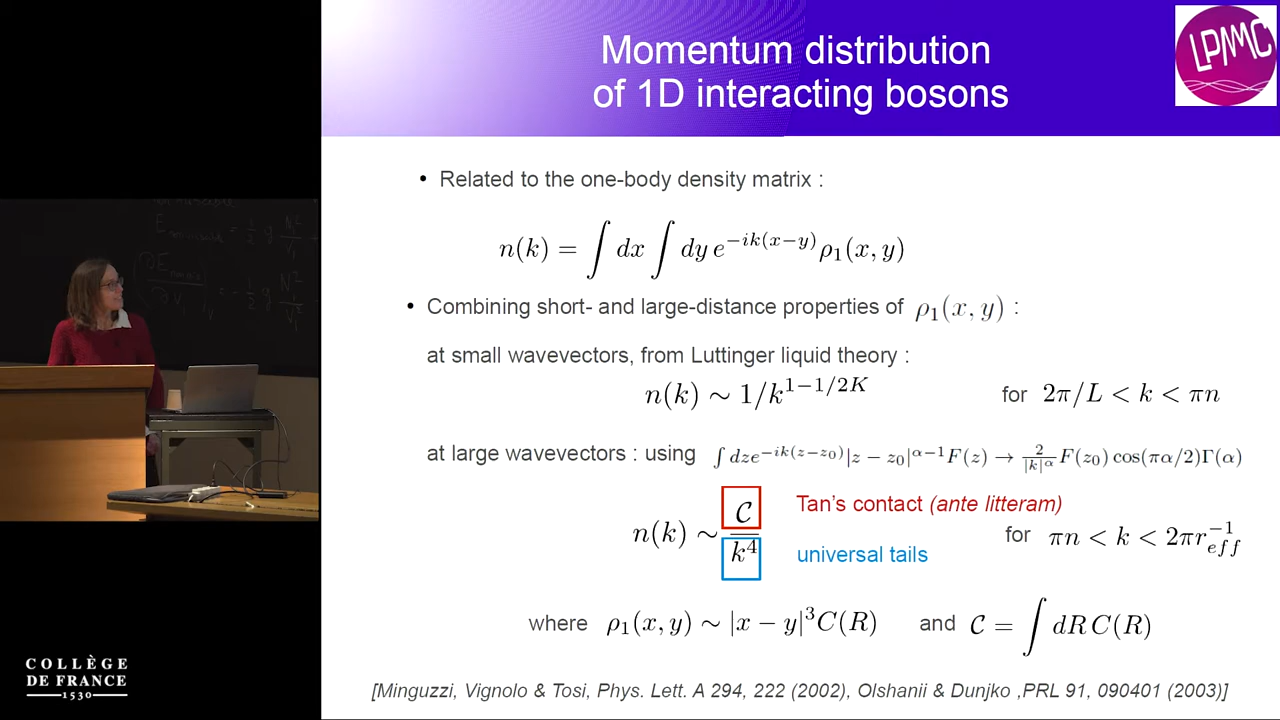 Momentum distribution
of 1D interacting bosons
LPMMC
• Related to the one-body density matrix :
n(k) = ∫ dx ∫ dy e^{−ik(x−y)} ρ₁(x, y)
• Combining short- and large-distance properties of ρ₁(x, y) :
at small wavevectors, from Luttinger liquid theory :
n(k) ∼ 1/k^{1−1/2K} for 2π/L < k < πn
at large wavevectors : using ∫ dze^{−ik(z−z₀)}|z − z₀|^{α−1}F(z) → \frac{2}{|k|^α} F(z₀) cos(πα/2)Γ(α)
n(k) ∼ \frac{𝒞}{k⁴} Tan's contact (ante litteram) for πn < k < 2πr_{eff}^{−1}
universal tails
where ρ₁(x, y) ∼ |x − y|³C(R) and 𝒞 = ∫ dR C(R)
[Minguzzi, Vignolo & Tosi, Phys. Lett. A 294, 222 (2002), Olshanii & Dunjko ,PRL 91, 090401 (2003)]
COLLÈGE
DE FRANCE
1530